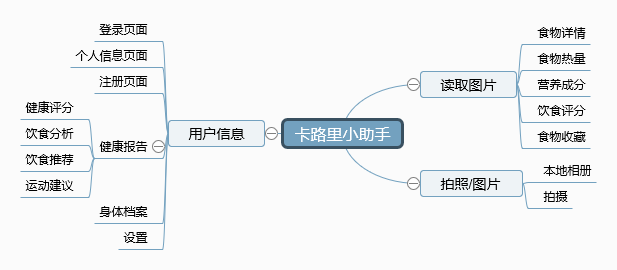 卡路里小助手
用户信息
登录页面
个人信息页面
注册页面
健康报告
健康评分
饮食分析
饮食推荐
运动建议
身体档案
设置
读取图片
食物详情
食物热量
营养成分
饮食评分
食物收藏
拍照/图片
本地相册
拍摄